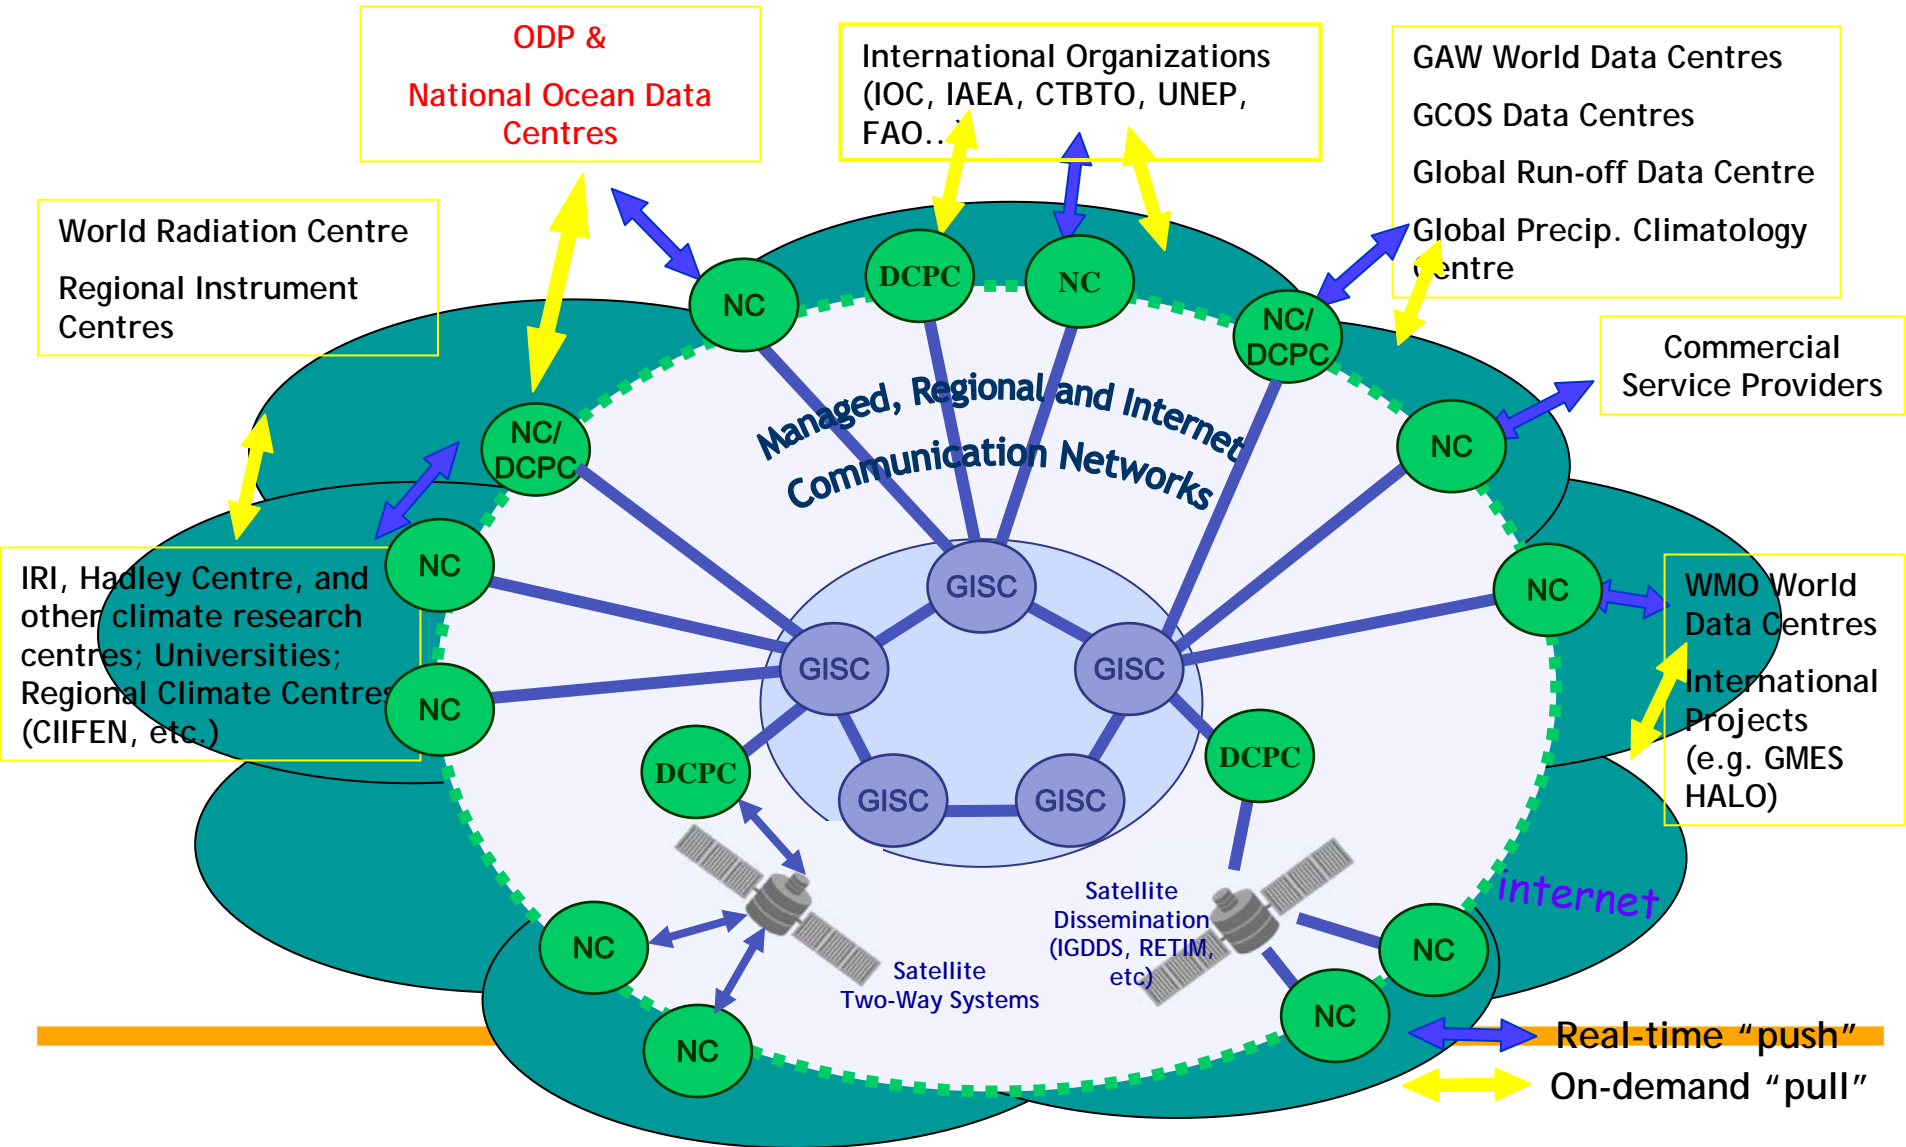 ODP &
National Ocean Data
Centres
International Organizations
(IOC, IAEA, CTBTO, UNEP,
FAO…)
GAW World Data Centres
GCOS Data Centres
Global Run-off Data Centre
Global Precip. Climatology
Centre
World Radiation Centre
Regional Instrument
Centres
Commercial
Service Providers
NC
DCPC
NC
NC/
DCPC
NC/
DCPC
NC
Managed, Regional and Internet
Communication Networks
NC
NC
IRI, Hadley Centre, and
other climate research
centres; Universities;
Regional Climate Centres
(CIIFEN, etc.)
WMO World
Data Centres
International
Projects
(e.g. GMES
HALO)
GISC
GISC
GISC
NC
DCPC
DCPC
GISC
GISC
internet
Satellite
Dissemination
(IGDDS, RETIM,
etc)
Satellite
Two-Way Systems
NC
NC
NC
NC
Real-time “push”
On-demand “pull”